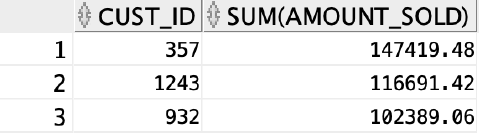 CUST_ID SUM(AMOUNT_SOLD)
1 357 147419.48
2 1243 116691.42
3 932 102389.06